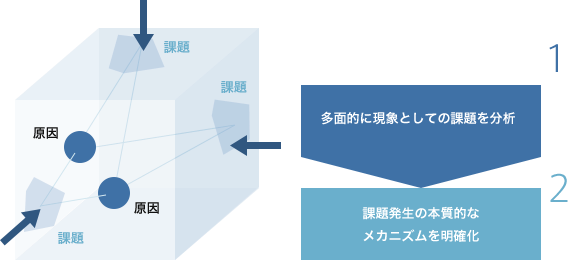 課題
課題
原因
原因
課題
1
多面的に現象としての課題を分析
2
課題発生の本質的な
メカニズムを明確化